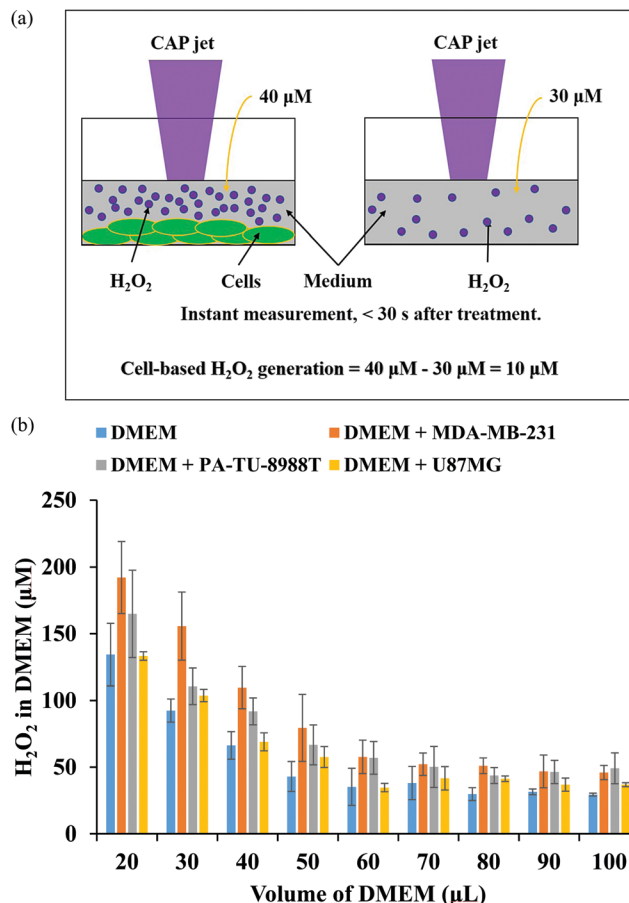 (a)
CAP jet
CAP jet
40 μM
30 μM
H₂O₂
Cells
Medium
H₂O₂
Instant measurement, < 30 s after treatment.
Cell-based H₂O₂ generation = 40 μM - 30 μM = 10 μM
(b)
DMEM
DMEM + MDA-MB-231
DMEM + PA-TU-8988T
DMEM + U87MG
H₂O₂ in DMEM (μM)
250
200
150
100
50
0
20 30 40 50 60 70 80 90 100
Volume of DMEM (μL)